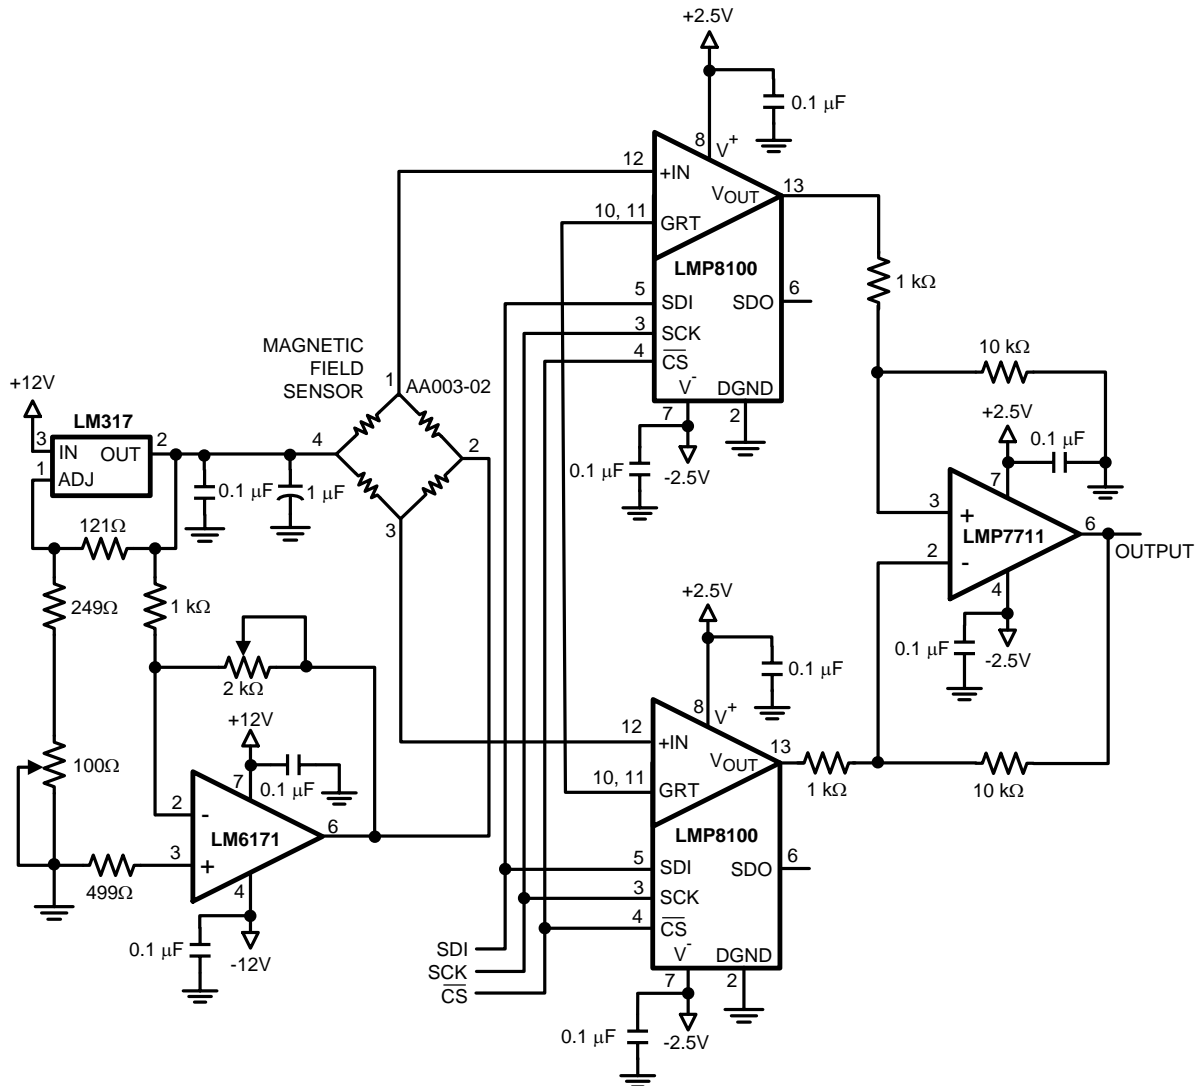 +2.5V
0.1 μF
8
V+
12
+IN
VOUT
13
10, 11
GRT
LMP8100
5
SDI
SDO
6
3
SCK
4
CS
V-
DGND
7
2
0.1 μF
-2.5V
1 kΩ
10 kΩ
+2.5V
0.1 μF
7
3
+
LMP7711
6
OUTPUT
2
-
4
0.1 μF
-2.5V
MAGNETIC
FIELD
SENSOR
1
AA003-02
4
2
3
+12V
LM317
3
IN
OUT
2
1
ADJ
0.1 μF
1 μF
121Ω
249Ω
1 kΩ
2 kΩ
+12V
100Ω
7
0.1 μF
2
-
LM6171
6
3
+
499Ω
4
0.1 μF
-12V
+2.5V
0.1 μF
8
V+
12
+IN
VOUT
13
1 kΩ
10 kΩ
10, 11
GRT
LMP8100
5
SDI
SDO
6
3
SCK
4
CS
V-
DGND
7
2
0.1 μF
-2.5V
SDI
SCK
CS